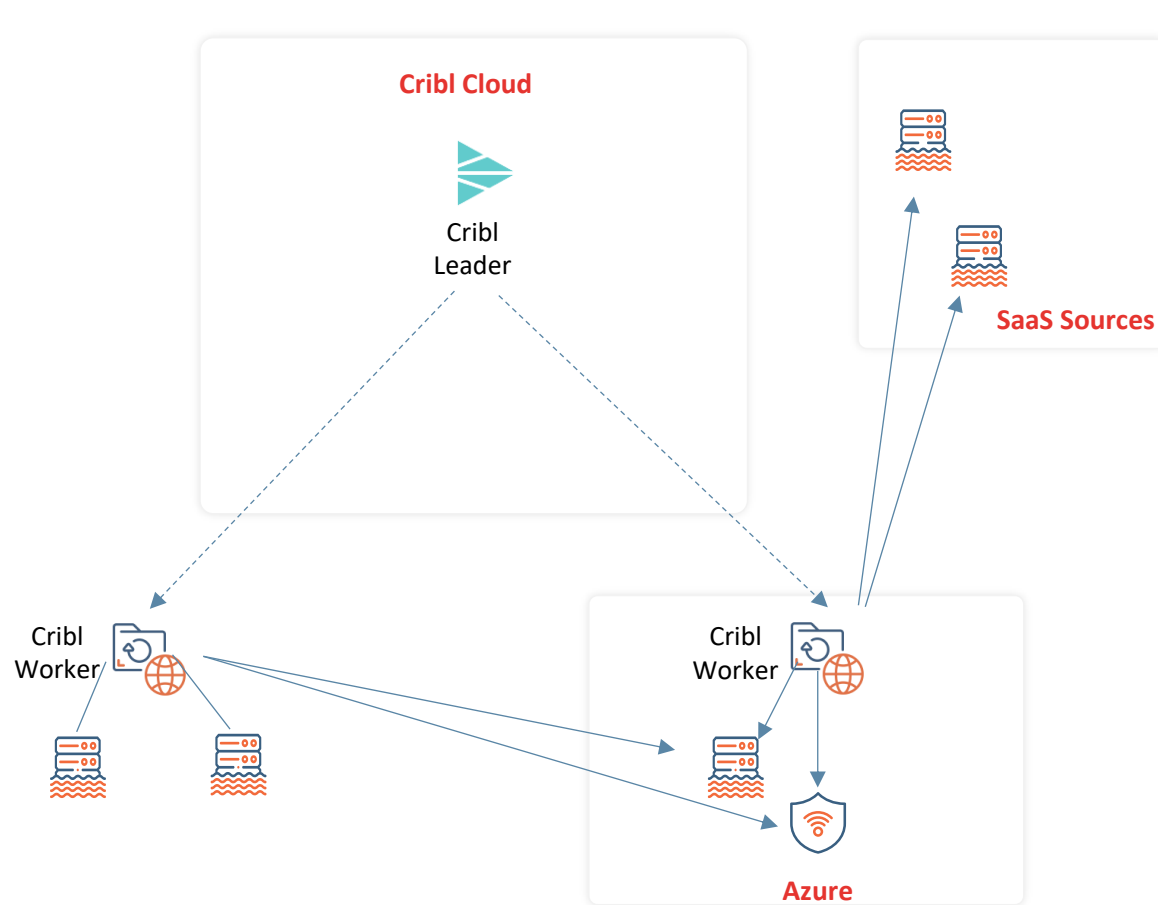 Cribl Cloud
Cribl
Leader
SaaS Sources
Cribl
Worker
Cribl
Worker
Azure